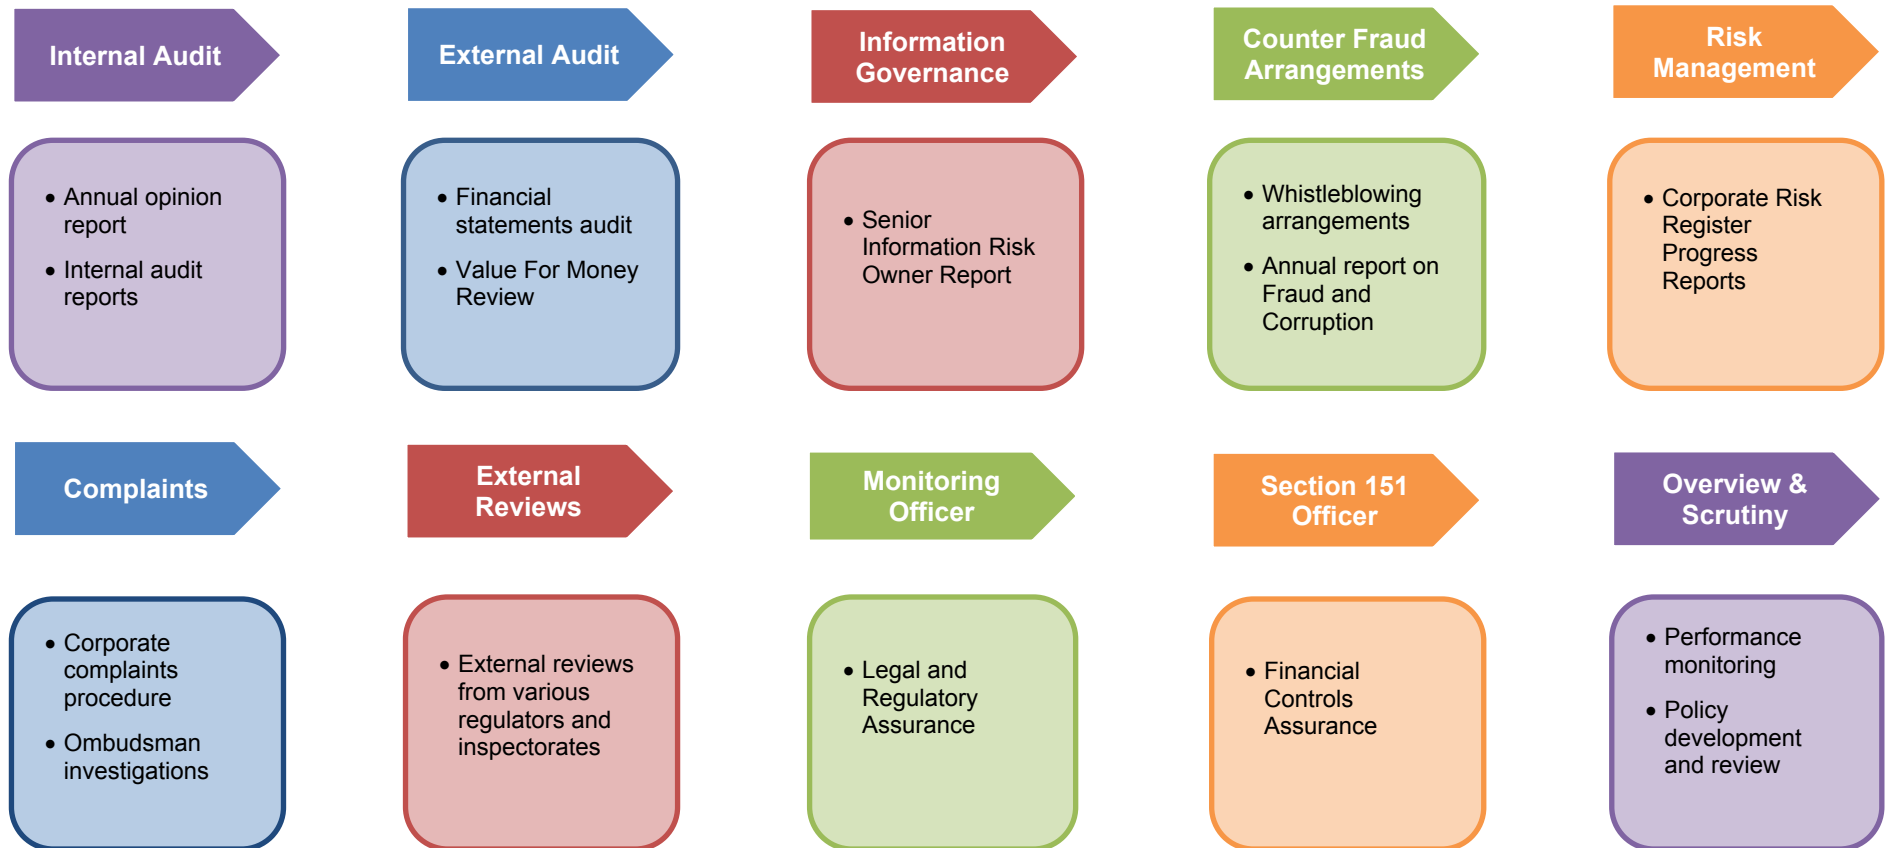 Internal Audit
External Audit
Information
Governance
Counter Fraud
Arrangements
Risk
Management
• Annual opinion
report
• Internal audit
reports
• Financial
statements audit
• Value For Money
Review
• Senior
Information Risk
Owner Report
• Whistleblowing
arrangements
• Annual report on
Fraud and
Corruption
• Corporate Risk
Register
Progress
Reports
Complaints
External
Reviews
Monitoring
Officer
Section 151
Officer
Overview &
Scrutiny
• Corporate
complaints
procedure
• Ombudsman
investigations
• External reviews
from various
regulators and
inspectorates
• Legal and
Regulatory
Assurance
• Financial
Controls
Assurance
• Performance
monitoring
• Policy
development
and review